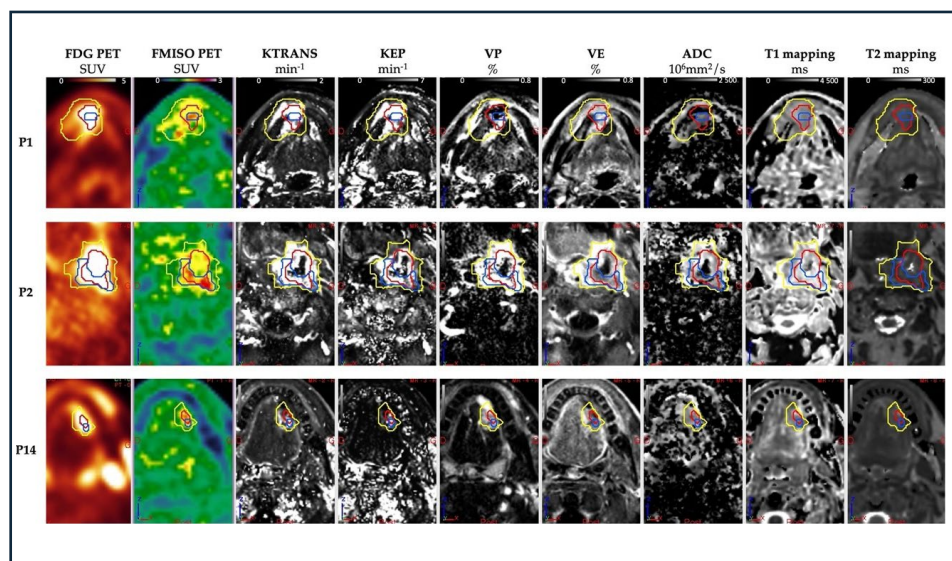 FDG PET FMISO PET KTRANS KEP VP VE ADC T1 mapping T2 mapping
SUV SUV min⁻¹ min⁻¹ % % 10⁶mm²/s ms ms
0 5 0 3 0 2 0 7 0 0.8 0 0.8 0 2 500 0 4 500 0 300
P1
P2
P14